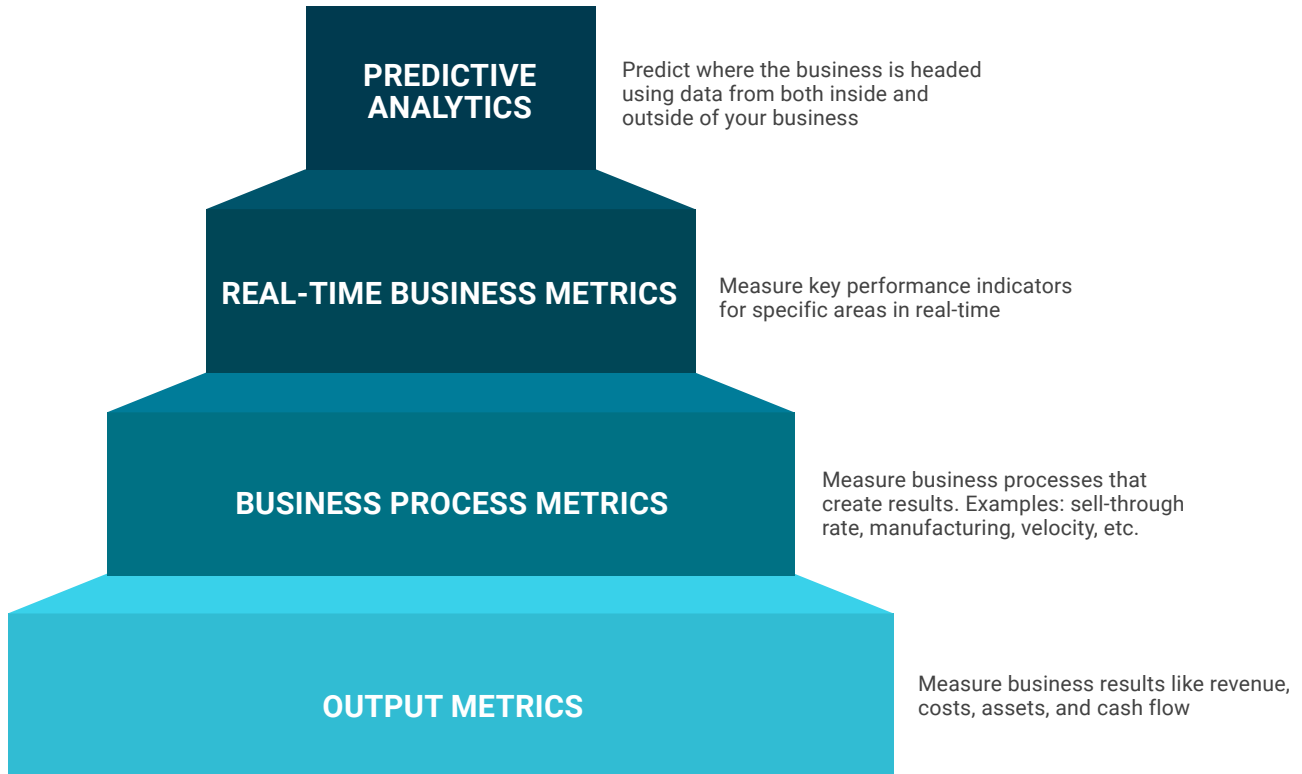 PREDICTIVE
ANALYTICS
Predict where the business is headed
using data from both inside and
outside of your business
REAL-TIME BUSINESS METRICS
Measure key performance indicators
for specific areas in real-time
BUSINESS PROCESS METRICS
Measure business processes that
create results. Examples: sell-through
rate, manufacturing, velocity, etc.
OUTPUT METRICS
Measure business results like revenue,
costs, assets, and cash flow